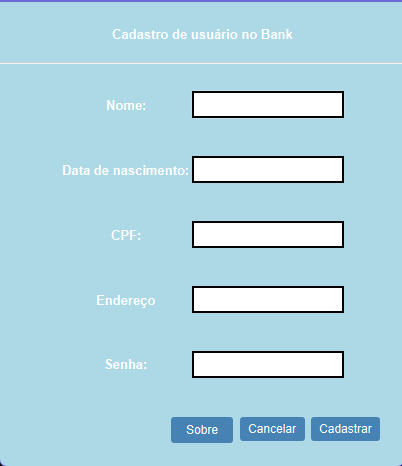 Cadastro de usuário no Bank
Nome:
Data de nascimento:
CPF:
Endereço
Senha:
Sobre Cancelar Cadastrar